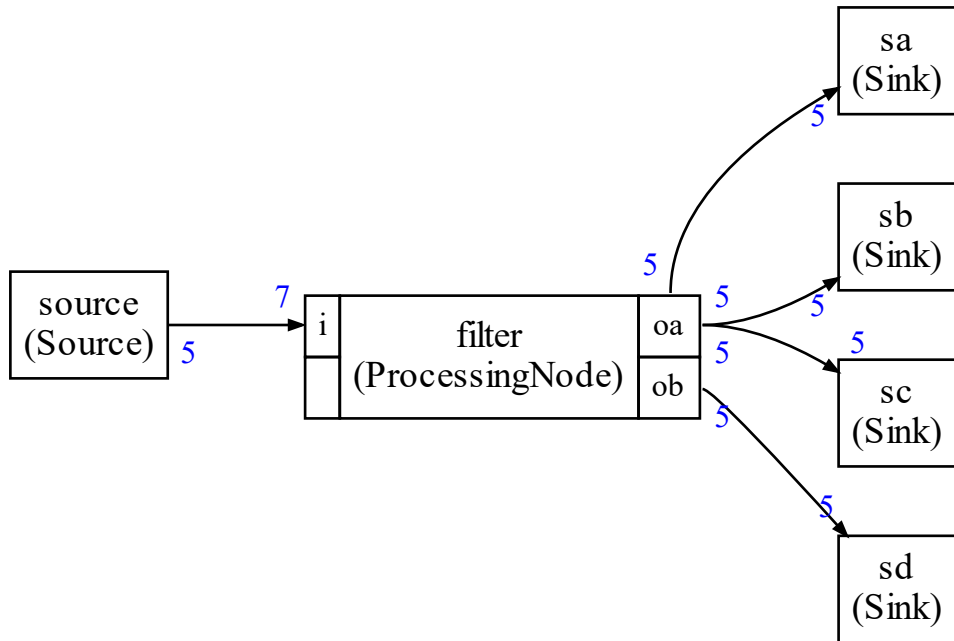 sa
(Sink)
5
sb
(Sink)
5
5
5
7
source
(Source)
5
i
filter
(ProcessingNode)
oa
ob
5
5
5
sc
(Sink)
5
sd
(Sink)